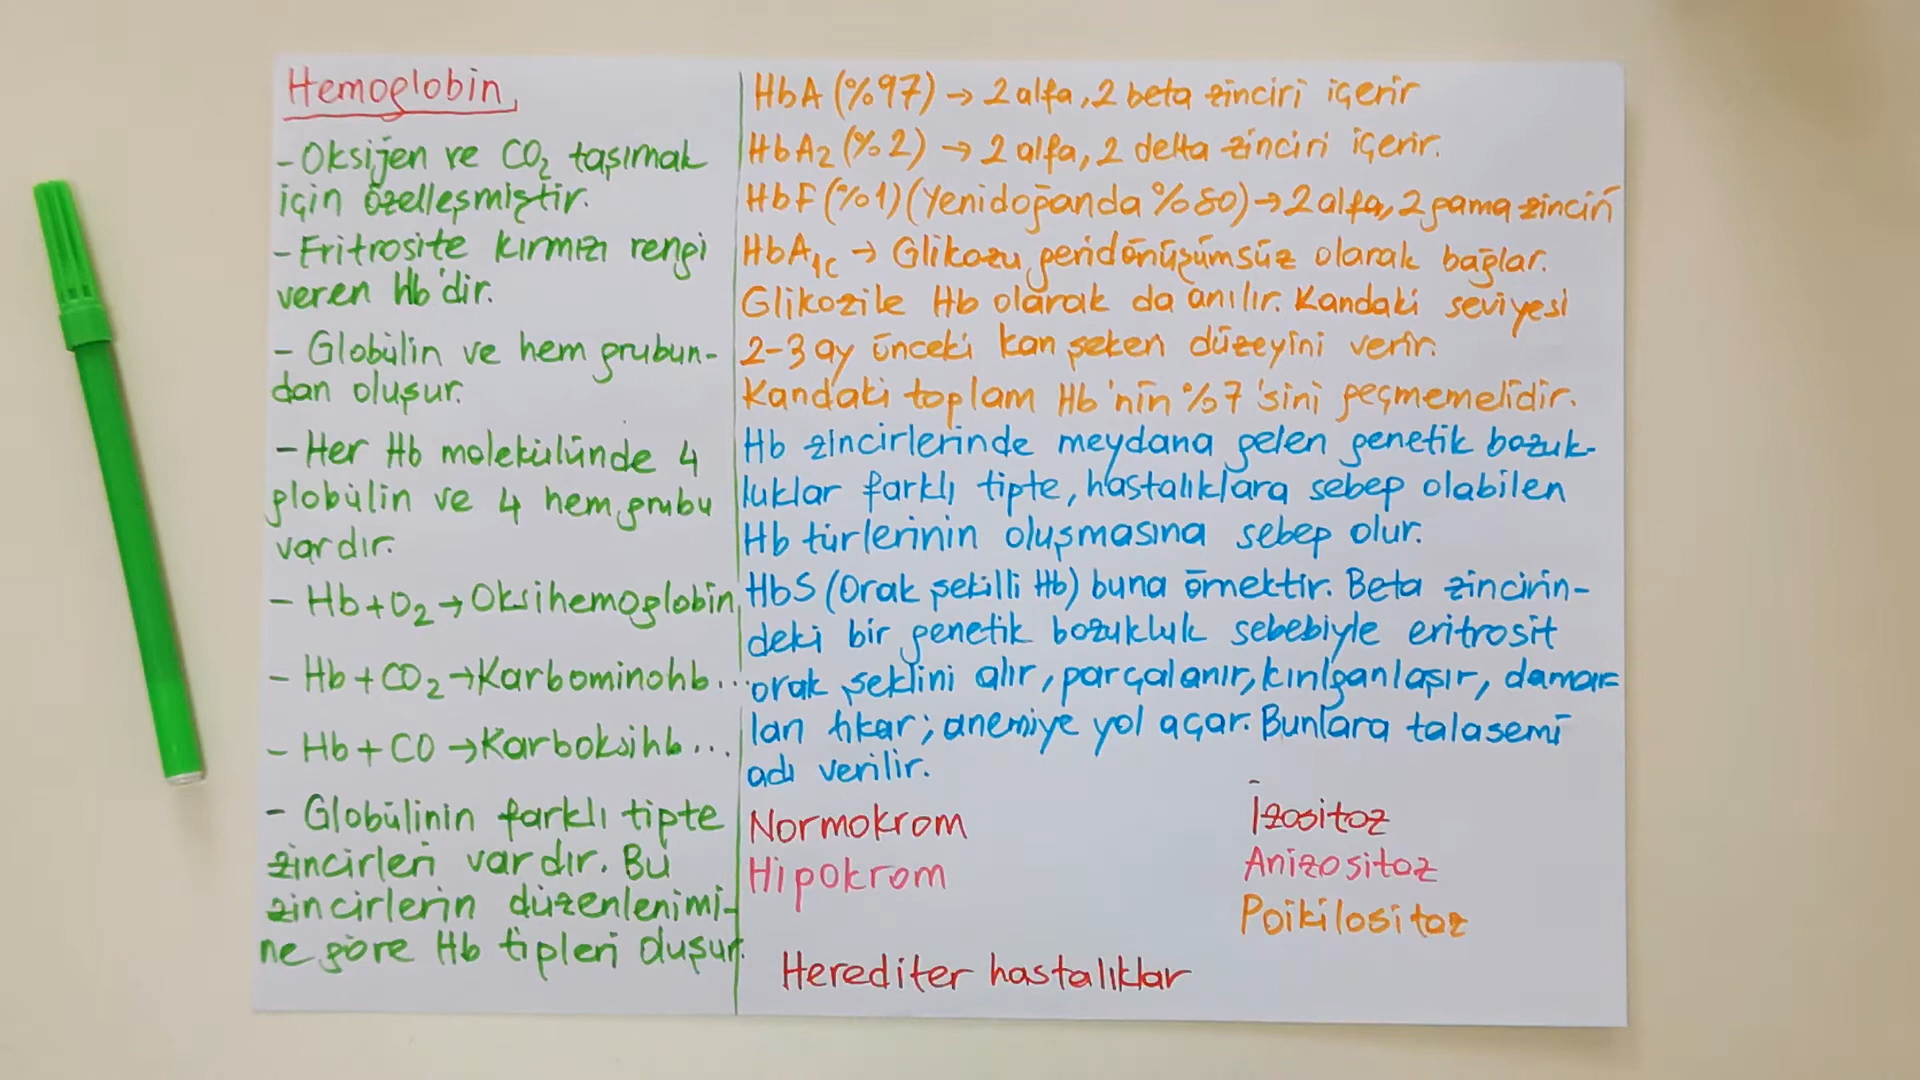 Hemoglobin
- Oksijen ve CO₂ taşımak
için özelleşmiştir.
- Eritrosite kırmızı rengi
veren Hb'dir.
- Globülin ve hem grubun-
dan oluşur.
- Her Hb molekülünde 4
globülin ve 4 hem grubu
vardır.
- Hb+O₂→Oksihemoglobin
- Hb+CO₂→Karbominohb...
- Hb+CO→Karboksihb...
- Globülinin farklı tipte
zincirleri vardır. Bu
zincirlerin düzenlenimi-
ne göre Hb tipleri oluşur.
HbA (%97) → 2 alfa, 2 beta zinciri içerir
HbA₂ (%2) → 2 alfa, 2 delta zinciri içerir.
HbF (%1) (Yenidoğanda %80)→2 alfa, 2 gama zinciri
HbA₁c → Glikozu geridönüşümsüz olarak bağlar.
Glikozile Hb olarak da anılır. Kandaki seviyesi
2-3 ay önceki kan şekeri düzeyini verir.
Kandaki toplam Hb'nin %7'sini geçmemelidir.
Hb zincirlerinde meydana gelen genetik bozuk-
luklar farklı tipte, hastalıklara sebep olabilen
Hb türlerinin oluşmasına sebep olur.
HbS (Orak şekilli Hb) buna örnektir. Beta zincirin-
deki bir genetik bozukluk sebebiyle eritrosit
orak şeklini alır, parçalanır, kırılganlaşır, damar-
ları tıkar; anemiye yol açar. Bunlara talasemi
adı verilir.
Normokrom
Hipokrom
İzositoz
Anizositoz
Poikilositoz
Herediter hastalıklar